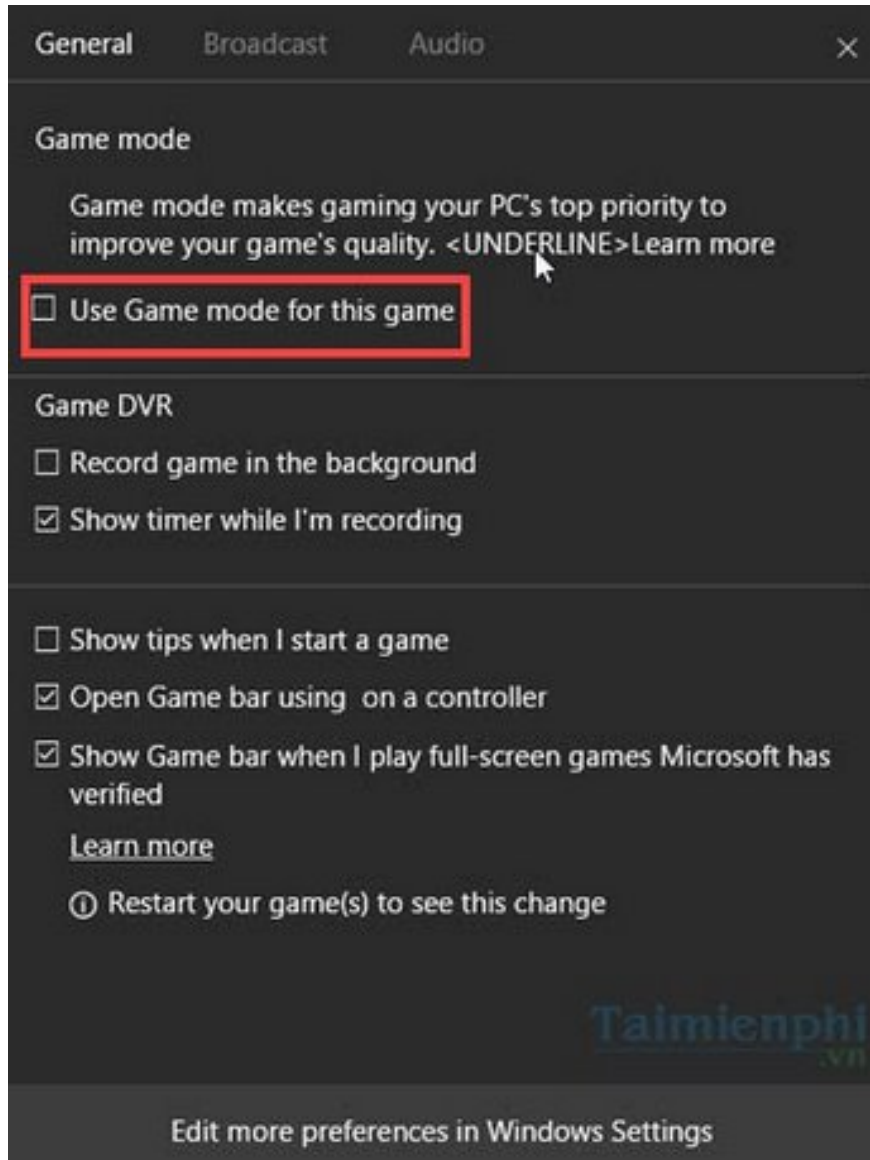 General Broadcast Audio
Game mode
Game mode makes gaming your PC's top priority to
improve your game's quality. <UNDERLINE>Learn more
Use Game mode for this game
Game DVR
Record game in the background
Show timer while I'm recording
Show tips when I start a game
Open Game bar using  on a controller
Show Game bar when I play full-screen games Microsoft has
verified
Learn more
Restart your game(s) to see this change
Taimienphi
.vn
Edit more preferences in Windows Settings